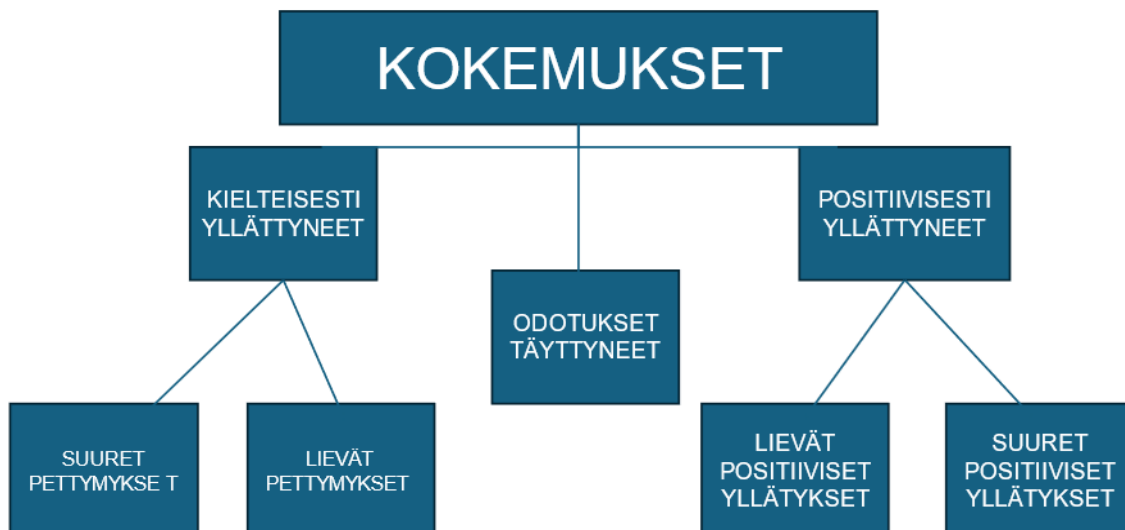 KOKEMUKSET
KIELTEISESTI
YLLÄTTYNEET
POSITIIVISESTI
YLLÄTTYNEET
ODOTUKSET
TÄYTTYNEET
SUURET
PETTYMYKSE T
LIEVÄT
PETTYMYKSET
LIEVÄT
POSITIIVISET
YLLÄTYKSET
SUURET
POSITIIVISET
YLLÄTYKSET